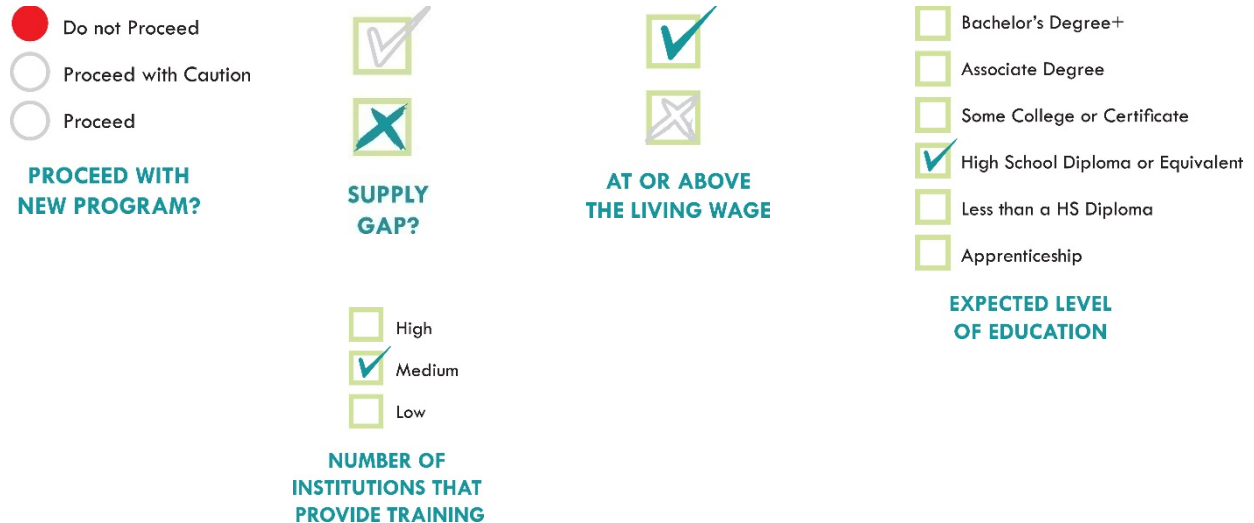 Do not Proceed
Proceed with Caution
Proceed
PROCEED WITH
NEW PROGRAM?
SUPPLY
GAP?
AT OR ABOVE
THE LIVING WAGE
Bachelor's Degree+
Associate Degree
Some College or Certificate
High School Diploma or Equivalent
Less than a HS Diploma
Apprenticeship
EXPECTED LEVEL
OF EDUCATION
High
Medium
Low
NUMBER OF
INSTITUTIONS THAT
PROVIDE TRAINING